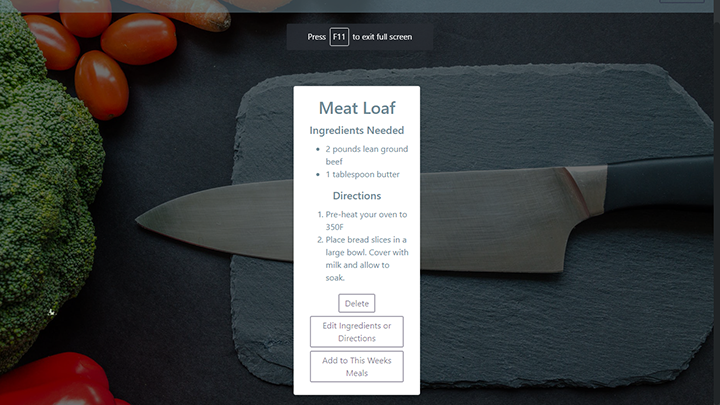 Press F11 to exit full screen
Meat Loaf
Ingredients Needed
• 2 pounds lean ground
beef
• 1 tablespoon butter
Directions
1. Pre-heat your oven to
350F
2. Place bread slices in a
large bowl. Cover with
milk and allow to
soak.
Delete
Edit Ingredients or
Directions
Add to This Weeks
Meals